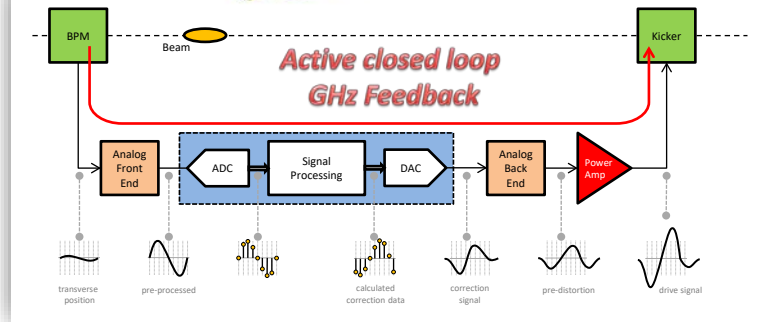 BPM
Beam
Kicker
Active closed loop
GHz Feedback
Analog
Front
End
ADC
Signal
Processing
DAC
Analog
Back
End
Power
Amp
transverse
position
pre-processed
calculated
correction data
correction
signal
pre-distortion
drive signal